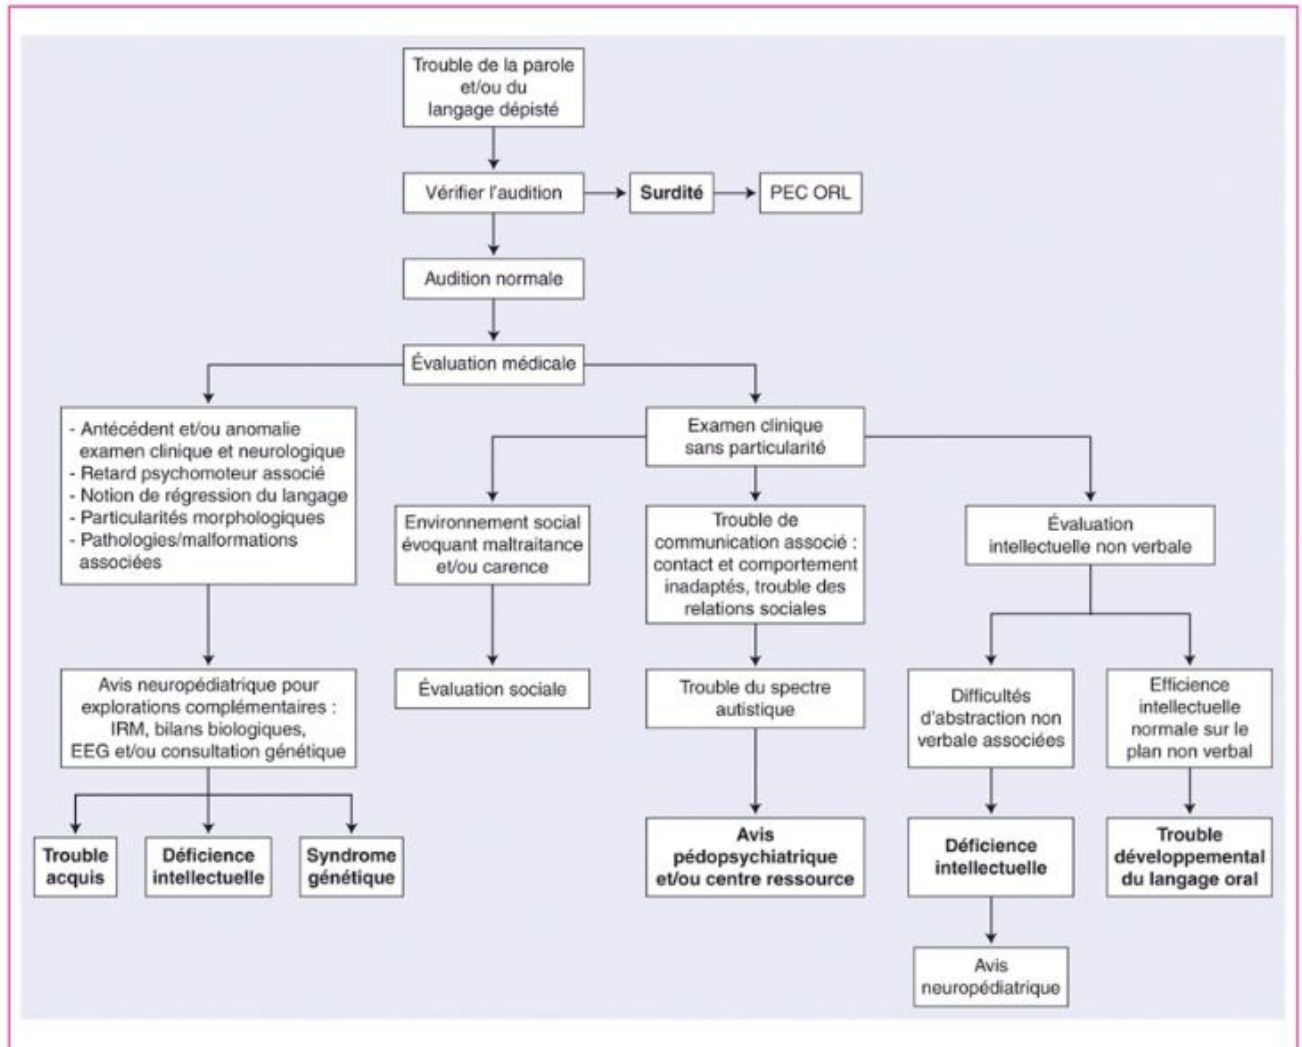 Trouble de la parole
et/ou du
langage dépisté
Vérifier l'audition
Surdité
PEC ORL
Audition normale
Évaluation médicale
- Antécédent et/ou anomalie
examen clinique et neurologique
- Retard psychomoteur associé
- Notion de régression du langage
- Particularités morphologiques
- Pathologies/malformations
associées
Examen clinique
sans particularité
Environnement social
évoquant maltraitance
et/ou carence
Trouble de
communication associé :
contact et comportement
inadaptés, trouble des
relations sociales
Évaluation
intellectuelle non verbale
Avis neuropédiatrique pour
explorations complémentaires :
IRM, bilans biologiques,
EEG et/ou consultation génétique
Évaluation sociale
Trouble du spectre
autistique
Difficultés
d'abstraction non
verbale associées
Efficience
intellectuelle
normale sur le
plan non verbal
Trouble
acquis
Déficience
intellectuelle
Syndrome
génétique
Avis
pédopsychiatrique
et/ou centre ressource
Déficience
intellectuelle
Trouble
développemental
du langage oral
Avis
neuropédiatrique